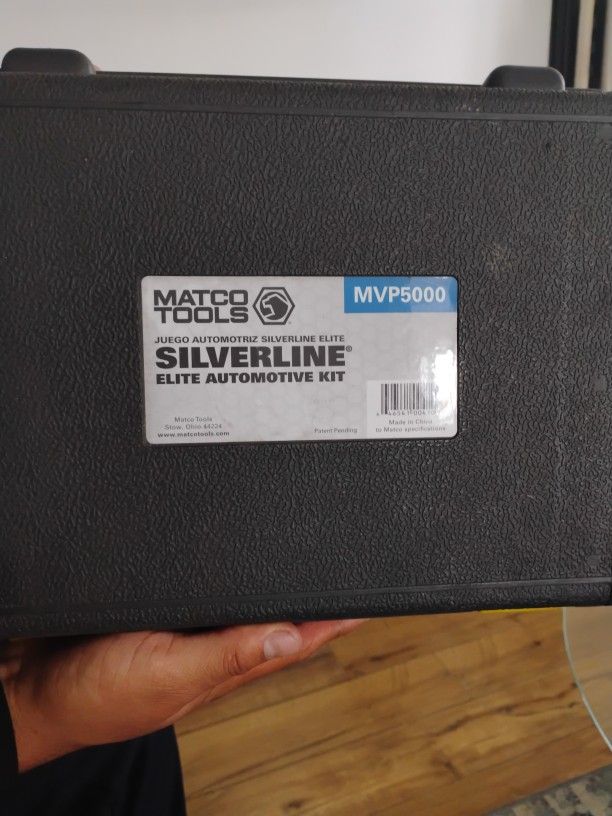 MATCO
TOOLS
MVP5000
JUEGO AUTOMOTRIZ SILVERLINE ELITE
SILVERLINE®
ELITE AUTOMOTIVE KIT
Matco Tools
Stow, Ohio 44224
www.matcotools.com
Patent Pending
Made in China
to Matco specifications